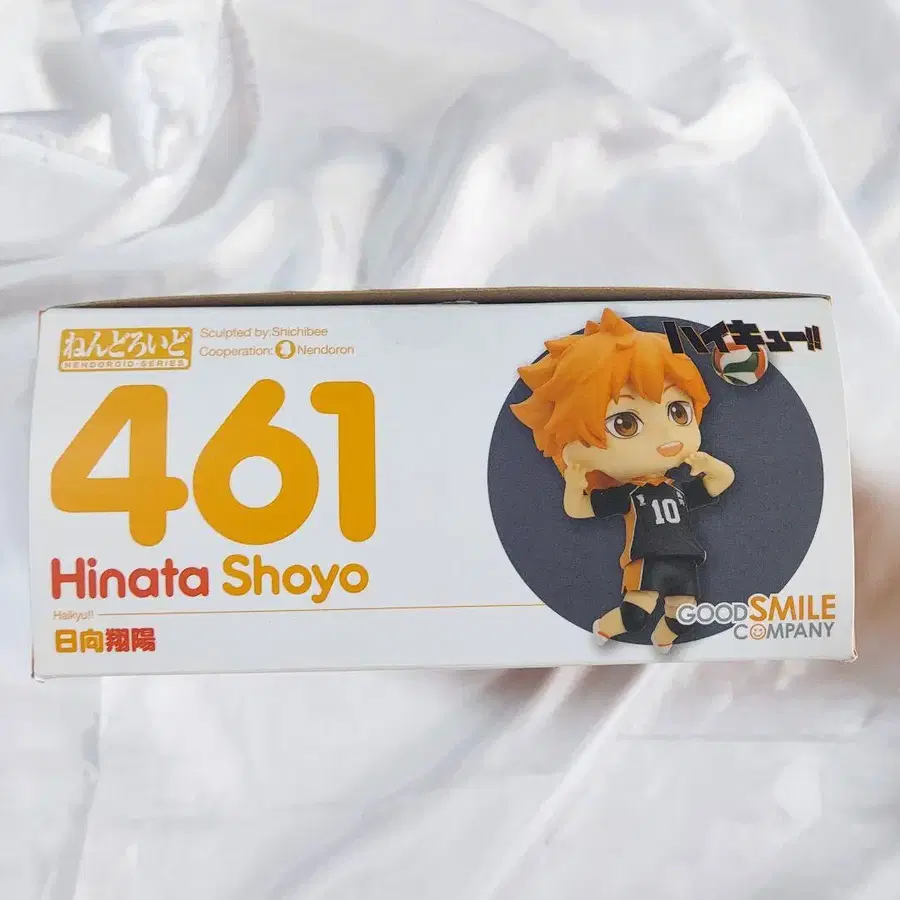 ねんどろいど
NENDOROID・SERIES
Sculpted by:Shichibee
Cooperation: Nendoron
461
Hinata Shoyo
Haikyu!!
日向翔陽
ハイキュー!!
10
GOOD SMILE
COMPANY